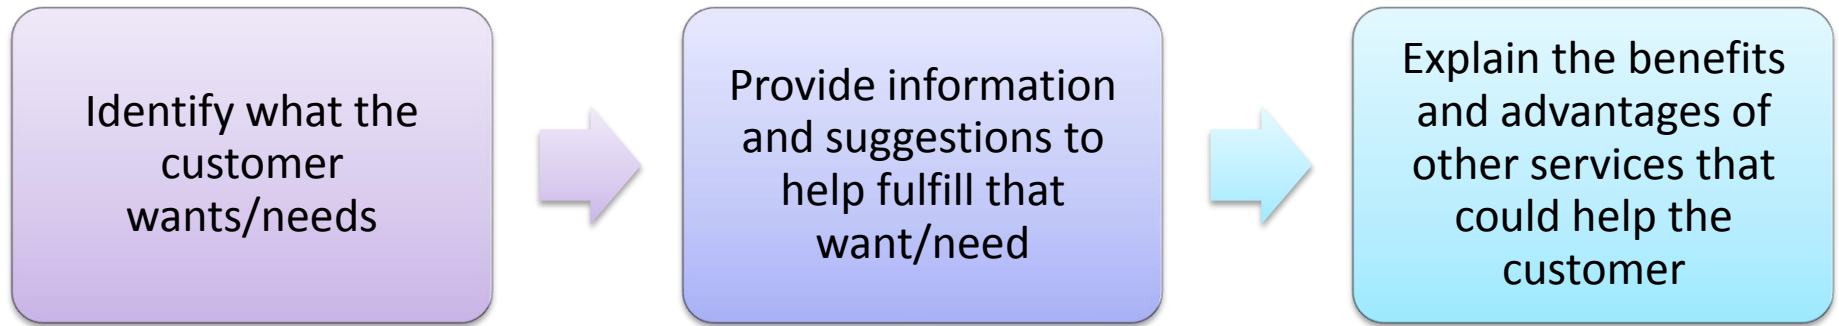 Identify what the
customer
wants/needs
Provide information
and suggestions to
help fulfill that
want/need
Explain the benefits
and advantages of
other services that
could help the
customer